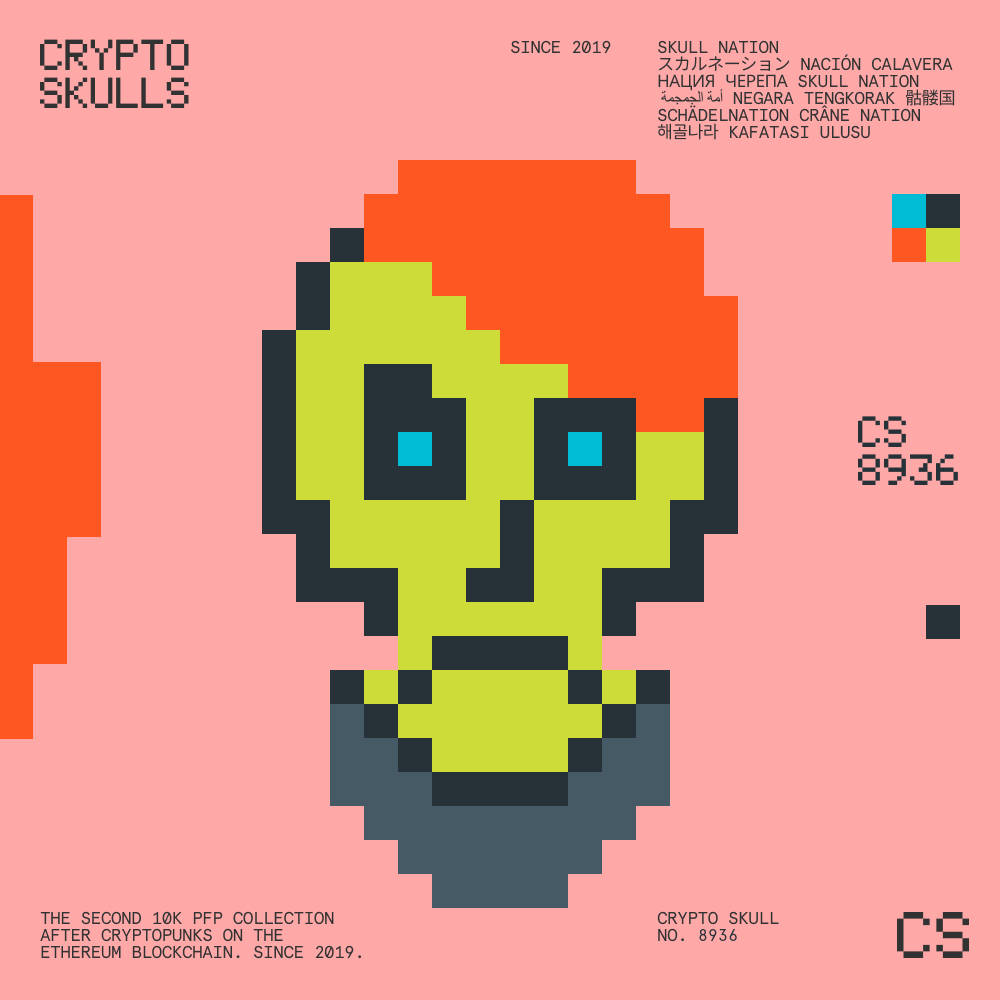 CRYPTO
SKULLS
SINCE 2019
SKULL NATION
スカルネーション NACIÓN CALAVERA
НАЦИЯ ЧЕРЕПА SKULL NATION
أمة الجمجمة NEGARA TENGKORAK 骷髅国
SCHÄDELNATION CRÂNE NATION
해골나라 KAFATASI ULUSU
CS
8936
THE SECOND 10K PFP COLLECTION
AFTER CRYPTOPUNKS ON THE
ETHEREUM BLOCKCHAIN. SINCE 2019.
CRYPTO SKULL
NO. 8936
CS